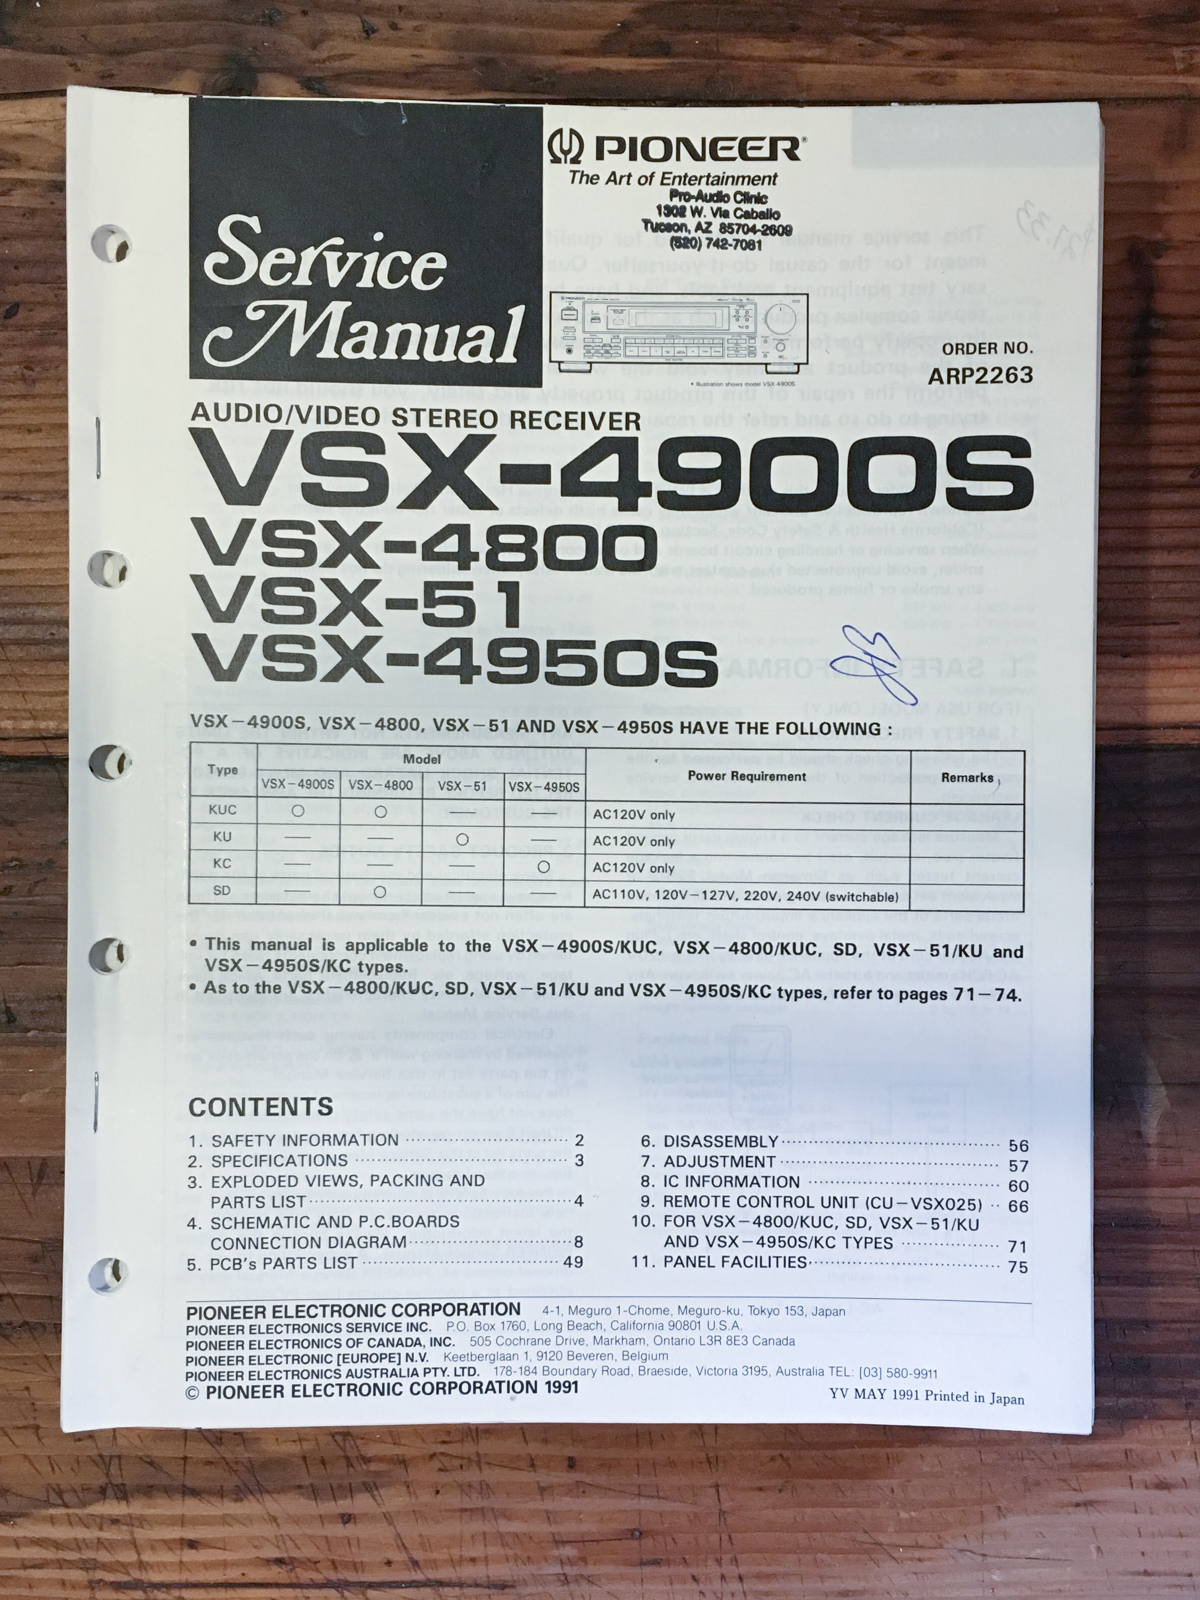 Service
Manual
PIONEER®
The Art of Entertainment
Pro-Audio Clinic
1302 W. Via Caballo
Tucson, AZ 85704-2609
(520) 742-7081
• Illustration shows model VSX-4900S.
ORDER NO.
ARP2263
AUDIO/VIDEO STEREO RECEIVER
VSX-4900S
VSX-4800
VSX-51
VSX-4950S
VSX-4900S, VSX-4800, VSX-51 AND VSX-4950S HAVE THE FOLLOWING :
Type Model Power Requirement Remarks
VSX-4900S VSX-4800 VSX-51 VSX-4950S
KUC ○ ○ — — AC120V only
KU — — ○ — AC120V only
KC — — — ○ AC120V only
SD — ○ — — AC110V, 120V-127V, 220V, 240V (switchable)
• This manual is applicable to the VSX-4900S/KUC, VSX-4800/KUC, SD, VSX-51/KU and
VSX-4950S/KC types.
• As to the VSX-4800/KUC, SD, VSX-51/KU and VSX-4950S/KC types, refer to pages 71-74.
CONTENTS
1. SAFETY INFORMATION ................ 2
2. SPECIFICATIONS ................ 3
3. EXPLODED VIEWS, PACKING AND
PARTS LIST ................ 4
4. SCHEMATIC AND P.C.BOARDS
CONNECTION DIAGRAM ................ 8
5. PCB's PARTS LIST ................ 49
6. DISASSEMBLY ................ 56
7. ADJUSTMENT ................ 57
8. IC INFORMATION ................ 60
9. REMOTE CONTROL UNIT (CU-VSX025) .. 66
10. FOR VSX-4800/KUC, SD, VSX-51/KU
AND VSX-4950S/KC TYPES ................ 71
11. PANEL FACILITIES ................ 75
PIONEER ELECTRONIC CORPORATION 4-1, Meguro 1-Chome, Meguro-ku, Tokyo 153, Japan
PIONEER ELECTRONICS SERVICE INC. P.O. Box 1760, Long Beach, California 90801 U.S.A.
PIONEER ELECTRONICS OF CANADA, INC. 505 Cochrane Drive, Markham, Ontario L3R 8E3 Canada
PIONEER ELECTRONIC [EUROPE] N.V. Keetberglaan 1, 9120 Beveren, Belgium
PIONEER ELECTRONICS AUSTRALIA PTY. LTD. 178-184 Boundary Road, Braeside, Victoria 3195, Australia TEL: [03] 580-9911
© PIONEER ELECTRONIC CORPORATION 1991
YV MAY 1991 Printed in Japan